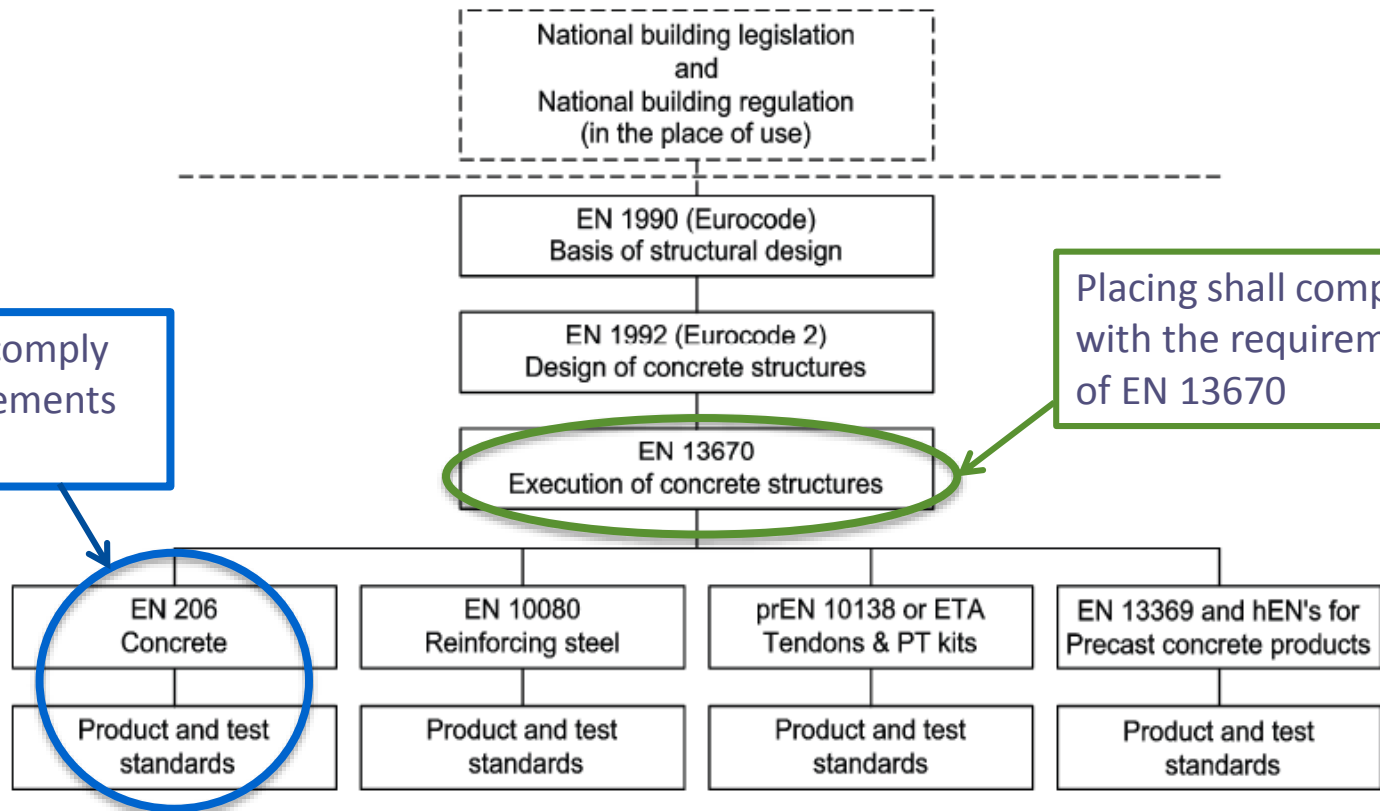 National building legislation
and
National building regulation
(in the place of use)
EN 1990 (Eurocode)
Basis of structural design
Placing shall comp
with the requirem
of EN 13670
comply
ements
EN 1992 (Eurocode 2)
Design of concrete structures
EN 13670
Execution of concrete structures
EN 206
Concrete
EN 10080
Reinforcing steel
prEN 10138 or ETA
Tendons & PT kits
EN 13369 and hEN's for
Precast concrete products
Product and test
standards
Product and test
standards
Product and test
standards
Product and test
standards